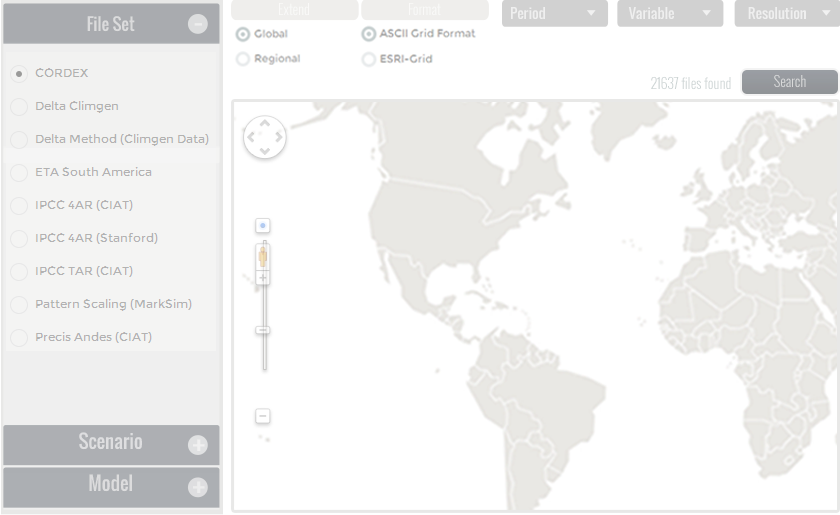 File Set
CORDEX
Delta Climgen
Delta Method (Climgen Data)
ETA South America
IPCC 4AR (CIAT)
IPCC 4AR (Stanford)
IPCC TAR (CIAT)
Pattern Scaling (MarkSim)
Precis Andes (CIAT)
Scenario
Model
Extend
Format
Global
ASCII Grid Format
Regional
ESRI-Grid
Period
Variable
Resolution
21637 files found
Search